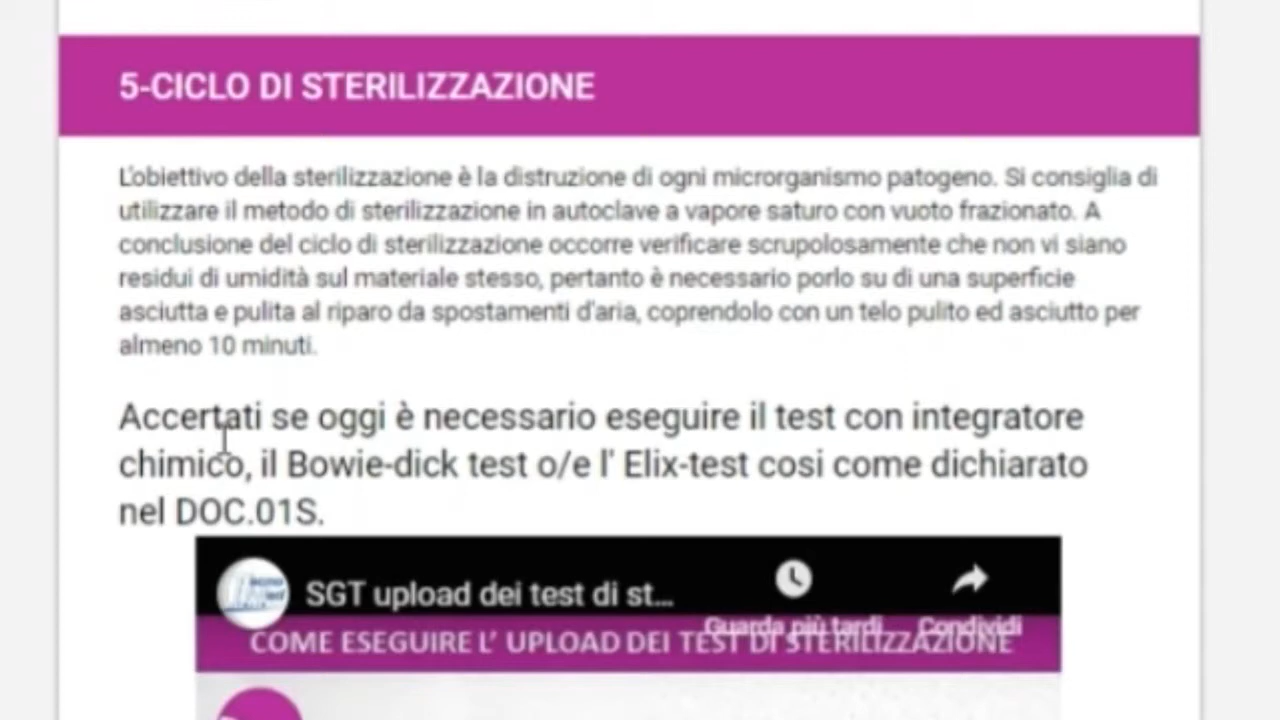 5-CICLO DI STERILIZZAZIONE
L'obiettivo della sterilizzazione è la distruzione di ogni microrganismo patogeno. Si consiglia di
utilizzare il metodo di sterilizzazione in autoclave a vapore saturo con vuoto frazionato. A
conclusione del ciclo di sterilizzazione occorre verificare scrupolosamente che non vi siano
residui di umidità sul materiale stesso, pertanto è necessario porlo su di una superficie
asciutta e pulita al riparo da spostamenti d'aria, coprendolo con un telo pulito ed asciutto per
almeno 10 minuti.
Accertati se oggi è necessario eseguire il test con integratore
chimico, il Bowie-dick test o/e l' Elix-test cosi come dichiarato
nel DOC.01S.
SGT upload dei test di st...
Guarda più tardi Condividi
COME ESEGUIRE L' UPLOAD DEI TEST DI STERILIZZAZIONE